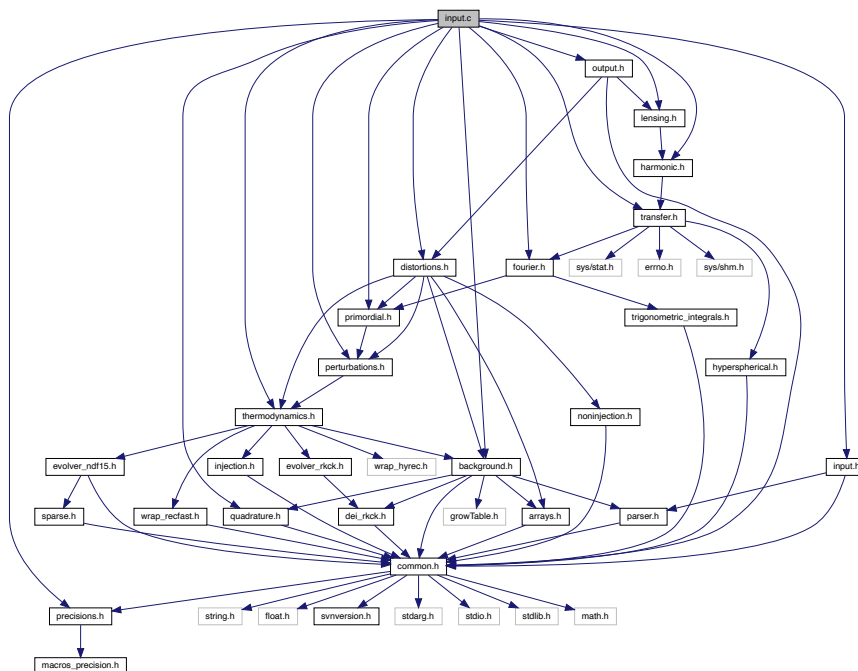 input.c
output.h
lensing.h
harmonic.h
transfer.h
distortions.h
fourier.h
sys/stat.h
errno.h
sys/shm.h
primordial.h
trigonometric_integrals.h
perturbations.h
hyperspherical.h
thermodynamics.h
noninjection.h
evolver_ndf15.h
injection.h
evolver_rkck.h
wrap_hyrec.h
background.h
input.h
sparse.h
wrap_recfast.h
quadrature.h
dei_rkck.h
growTable.h
arrays.h
parser.h
common.h
precisions.h
string.h
float.h
svnversion.h
stdarg.h
stdio.h
stdlib.h
math.h
macros_precision.h